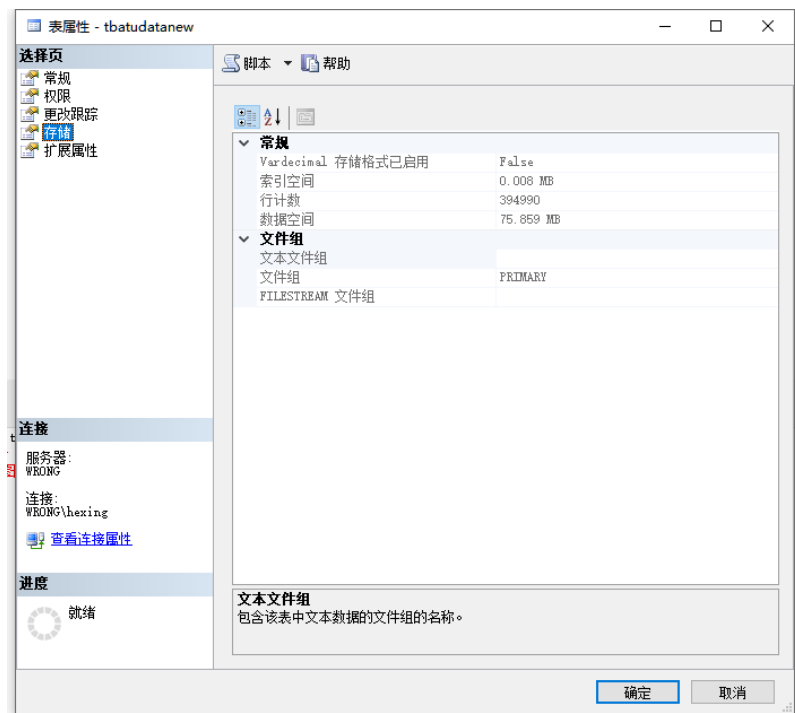 表属性 - tbatudatanew
选择页
常规
权限
更改跟踪
存储
扩展属性
脚本
帮助
常规
Vardecimal 存储格式已启用 False
索引空间 0.008 MB
行计数 394990
数据空间 75.859 MB
文件组
文本文件组
文件组 PRIMARY
FILESTREAM 文件组
连接
服务器:
WRONG
连接:
WRONG\hexing
查看连接属性
进度
就绪
文本文件组
包含该表中文本数据的文件组的名称。
确定
取消